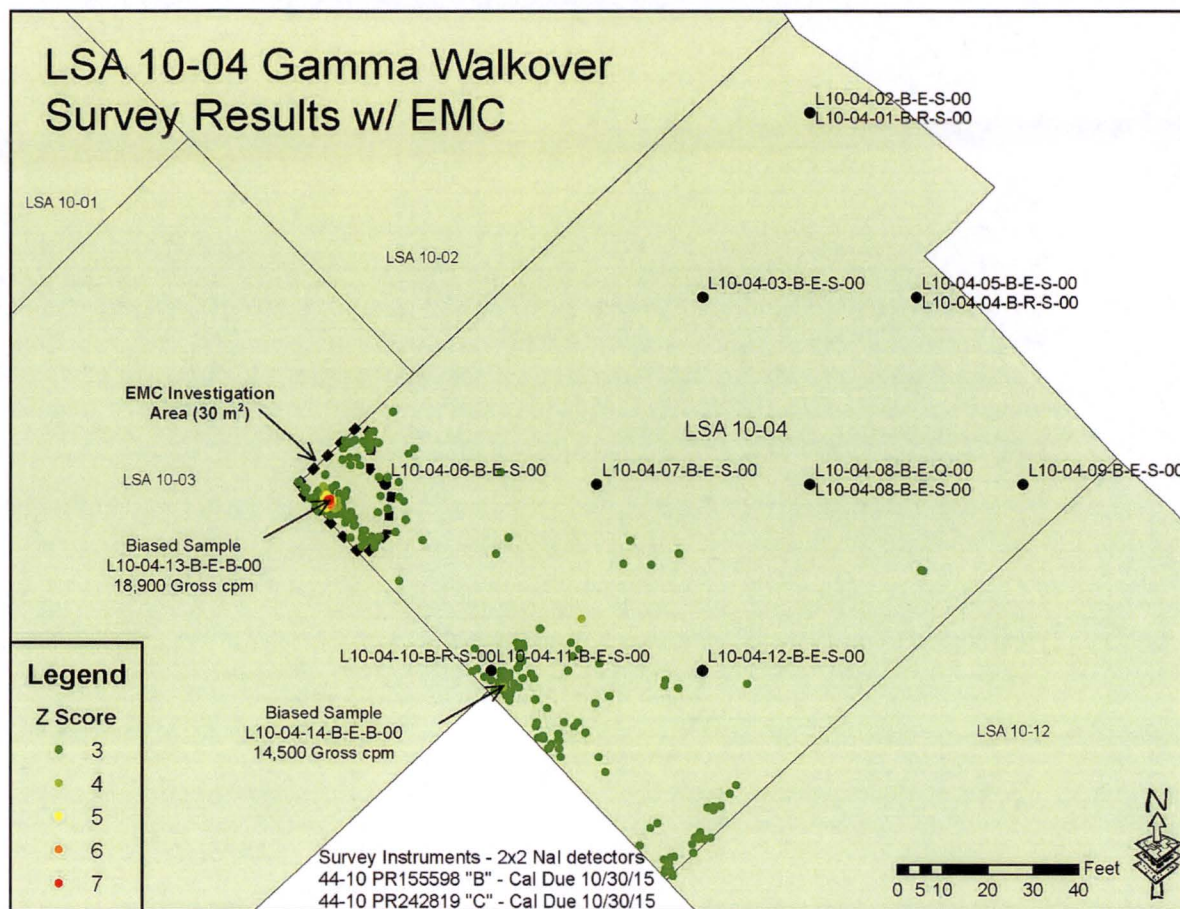 LSA 10-04 Gamma Walkover
Survey Results w/ EMC
L10-04-02-B-E-S-00
L10-04-01-B-R-S-00
LSA 10-01
LSA 10-02
L10-04-03-B-E-S-00
L10-04-05-B-E-S-00
L10-04-04-B-R-S-00
EMC Investigation
Area (30 m²)
LSA 10-04
LSA 10-03
L10-04-06-B-E-S-00
L10-04-07-B-E-S-00
L10-04-08-B-E-Q-00
L10-04-08-B-E-S-00
L10-04-09-B-E-S-00
Biased Sample
L10-04-13-B-E-B-00
18,900 Gross cpm
L10-04-10-B-R-S-00L10-04-11-B-E-S-00
L10-04-12-B-E-S-00
Biased Sample
L10-04-14-B-E-B-00
14,500 Gross cpm
LSA 10-12
Legend
Z Score
3
4
5
6
7
Survey Instruments - 2x2 NaI detectors
44-10 PR155598 "B" - Cal Due 10/30/15
44-10 PR242819 "C" - Cal Due 10/30/15
N
Feet
0 5 10 20 30 40